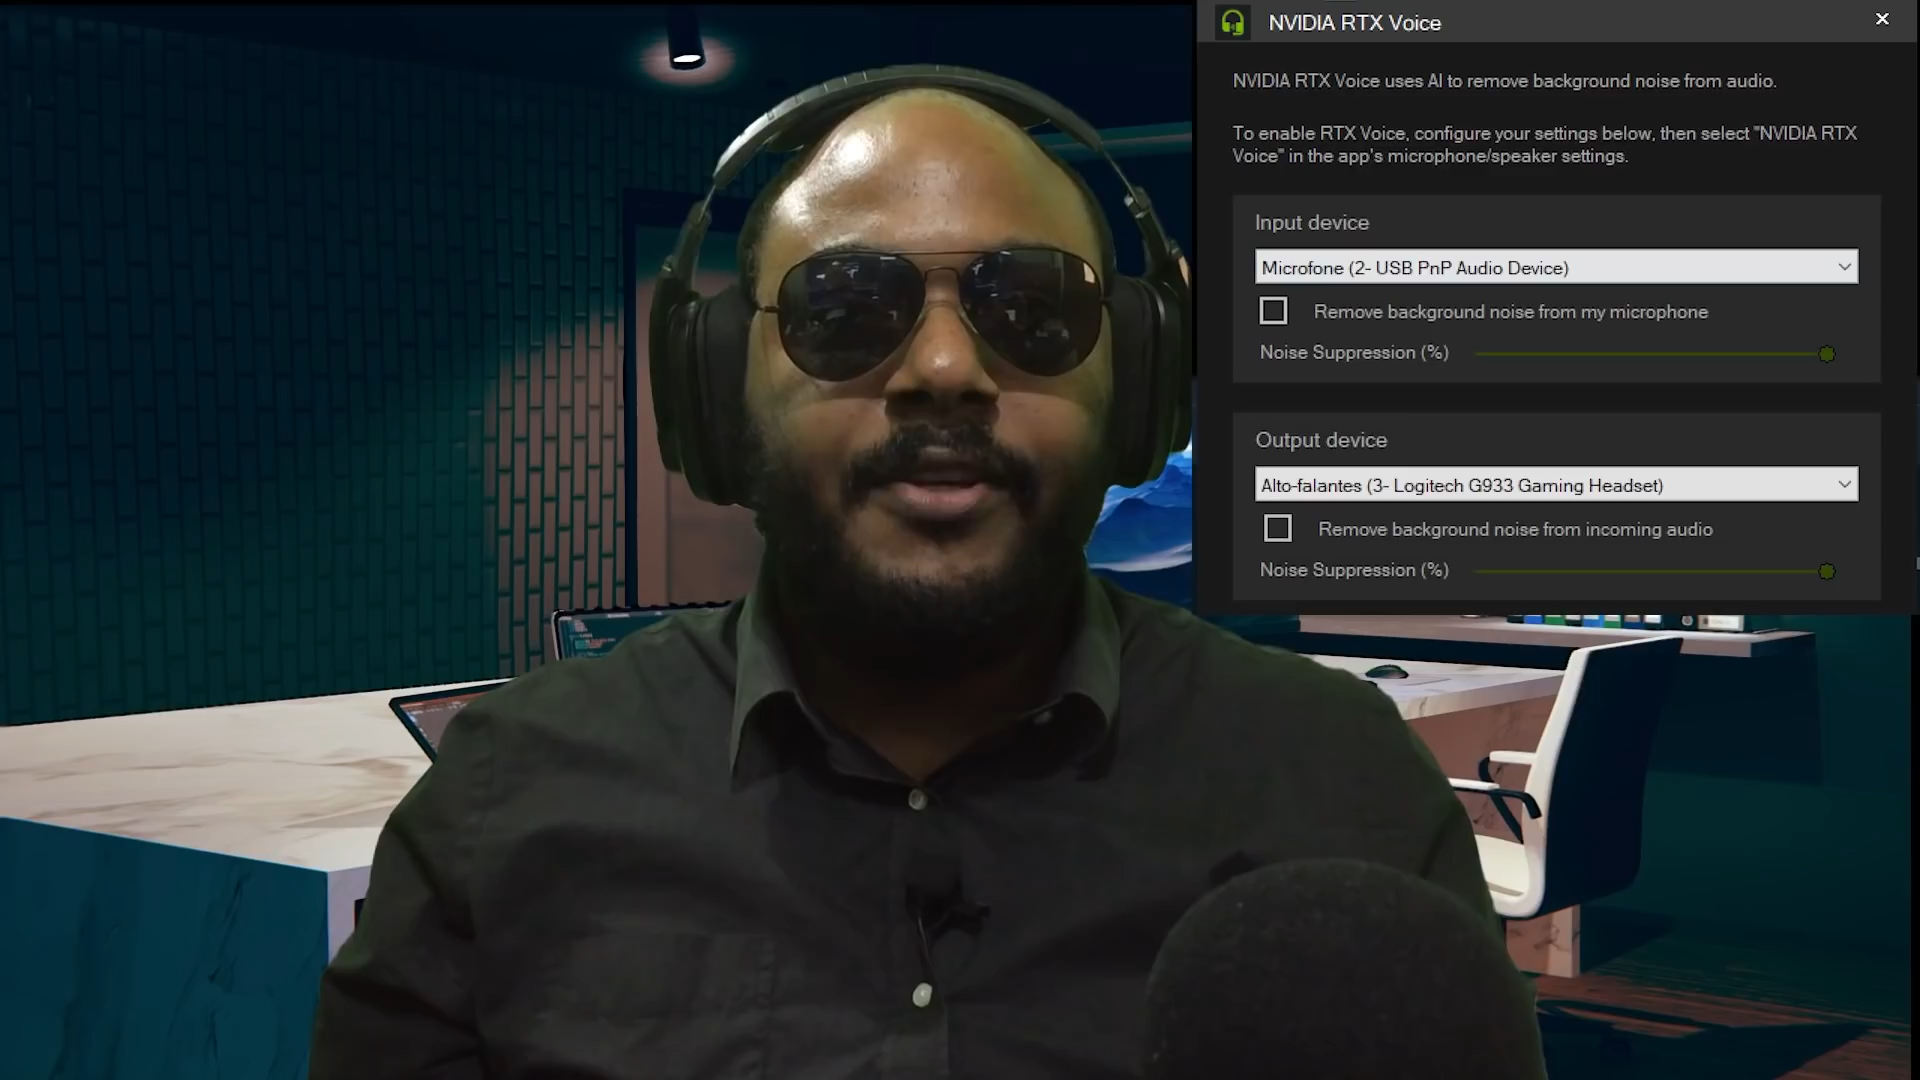 NVIDIA RTX Voice
NVIDIA RTX Voice uses AI to remove background noise from audio.
To enable RTX Voice, configure your settings below, then select "NVIDIA RTX
Voice" in the app's microphone/speaker settings.
Input device
Microfone (2- USB PnP Audio Device)
Remove background noise from my microphone
Noise Suppression (%)
Output device
Alto-falantes (3- Logitech G933 Gaming Headset)
Remove background noise from incoming audio
Noise Suppression (%)